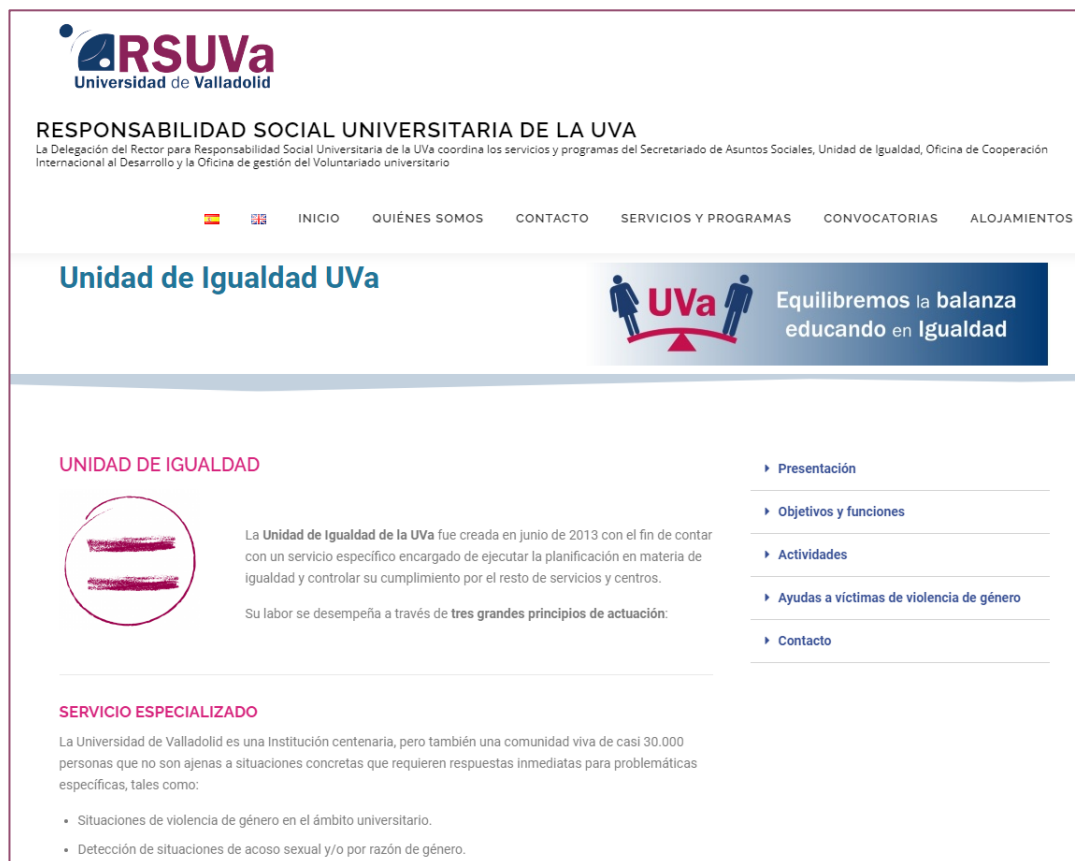 RSUVa
Universidad de Valladolid
RESPONSABILIDAD SOCIAL UNIVERSITARIA DE LA UVA
La Delegación del Rector para Responsabilidad Social Universitaria de la UVa coordina los servicios y programas del Secretariado de Asuntos Sociales, Unidad de Igualdad, Oficina de Cooperación
Internacional al Desarrollo y la Oficina de gestión del Voluntariado universitario
INICIO QUIÉNES SOMOS CONTACTO SERVICIOS Y PROGRAMAS CONVOCATORIAS ALOJAMIENTOS
Unidad de Igualdad UVa
UVa
Equilibremos la balanza
educando en Igualdad
UNIDAD DE IGUALDAD
La Unidad de Igualdad de la UVa fue creada en junio de 2013 con el fin de contar
con un servicio específico encargado de ejecutar la planificación en materia de
igualdad y controlar su cumplimiento por el resto de servicios y centros.
Su labor se desempeña a través de tres grandes principios de actuación:
Presentación
Objetivos y funciones
Actividades
Ayudas a víctimas de violencia de género
Contacto
SERVICIO ESPECIALIZADO
La Universidad de Valladolid es una Institución centenaria, pero también una comunidad viva de casi 30.000
personas que no son ajenas a situaciones concretas que requieren respuestas inmediatas para problemáticas
específicas, tales como:
• Situaciones de violencia de género en el ámbito universitario.
• Detección de situaciones de acoso sexual y/o por razón de género.